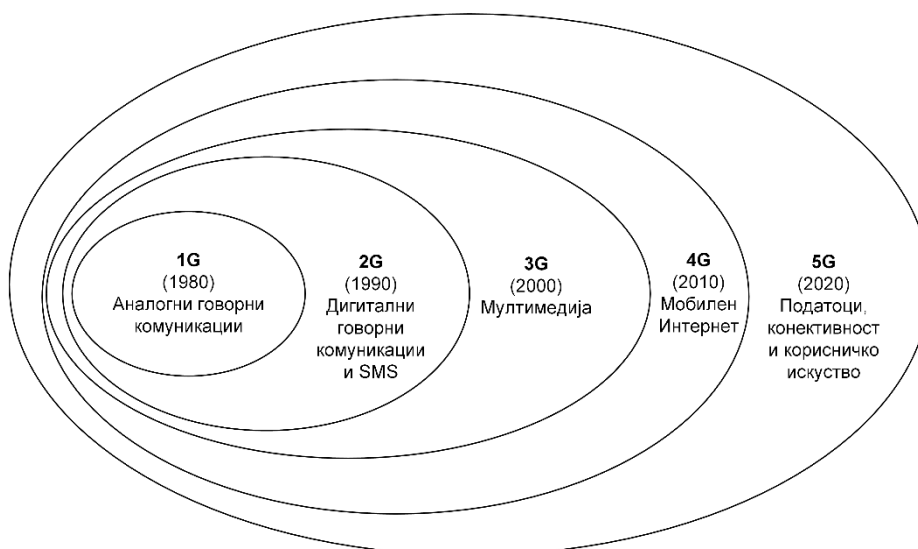 1G
(1980)
Аналогни говорни
комуникации
2G
(1990)
Дигитални
говорни
комуникации
и SMS
3G
(2000)
Мултимедија
4G
(2010)
Мобилен
Интернет
5G
(2020)
Податоци,
конективност
и корисничко
искуство